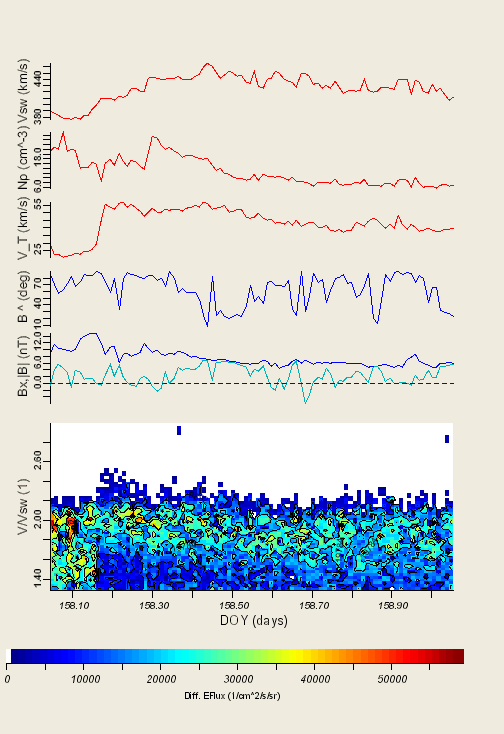 Vsw (km/s)
440
380
Np (cm^-3)
18.0
6.0
V_T (km/s)
55
25
B ^ (deg)
70
40
10
Bx,|B| (nT)
12.0
6.0
0.0
V/Vsw (1)
2.60
2.00
1.40
158.10 158.30 158.50 158.70 158.90
DOY (days)
0 10000 20000 30000 40000 50000
Diff. EFlux (1/cm^2/s/sr)